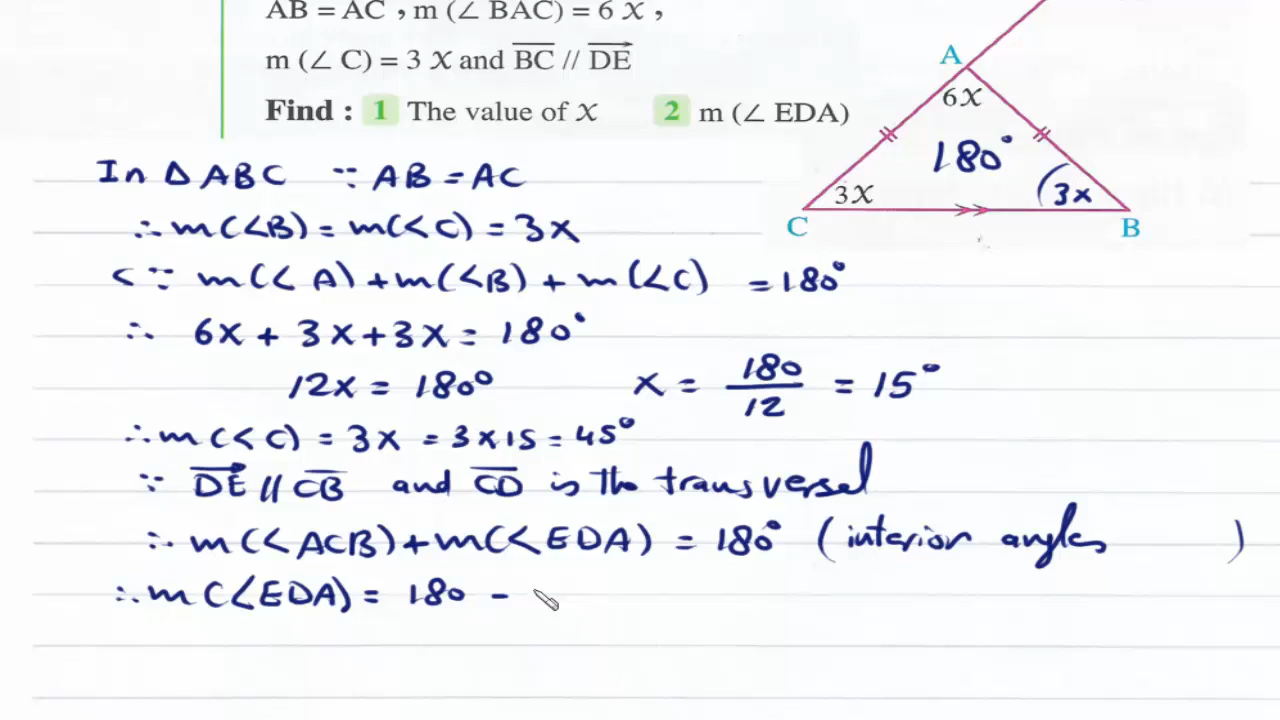 AB = AC , m (∠ BAC) = 6 X ,
m (∠ C) = 3 X and BC // DE
Find : 1 The value of X 2 m (∠ EDA)
A
6X
180°
3X
(3x
C
B
In Δ ABC ∵ AB = AC
∴ m(<B) = m(<C) = 3x
< ∵ m(< A) + m(<B) + m(<C) = 180°
∴ 6x + 3x + 3x = 180°
12x = 180° x = 180/12 = 15°
∴ m(< C) = 3x = 3 x 15 = 45°
∵ DE // CB and CD is the transversal
∴ m(<ACB) + m(<EDA) = 180° (interior angles )
∴ m(<EDA) = 180 -